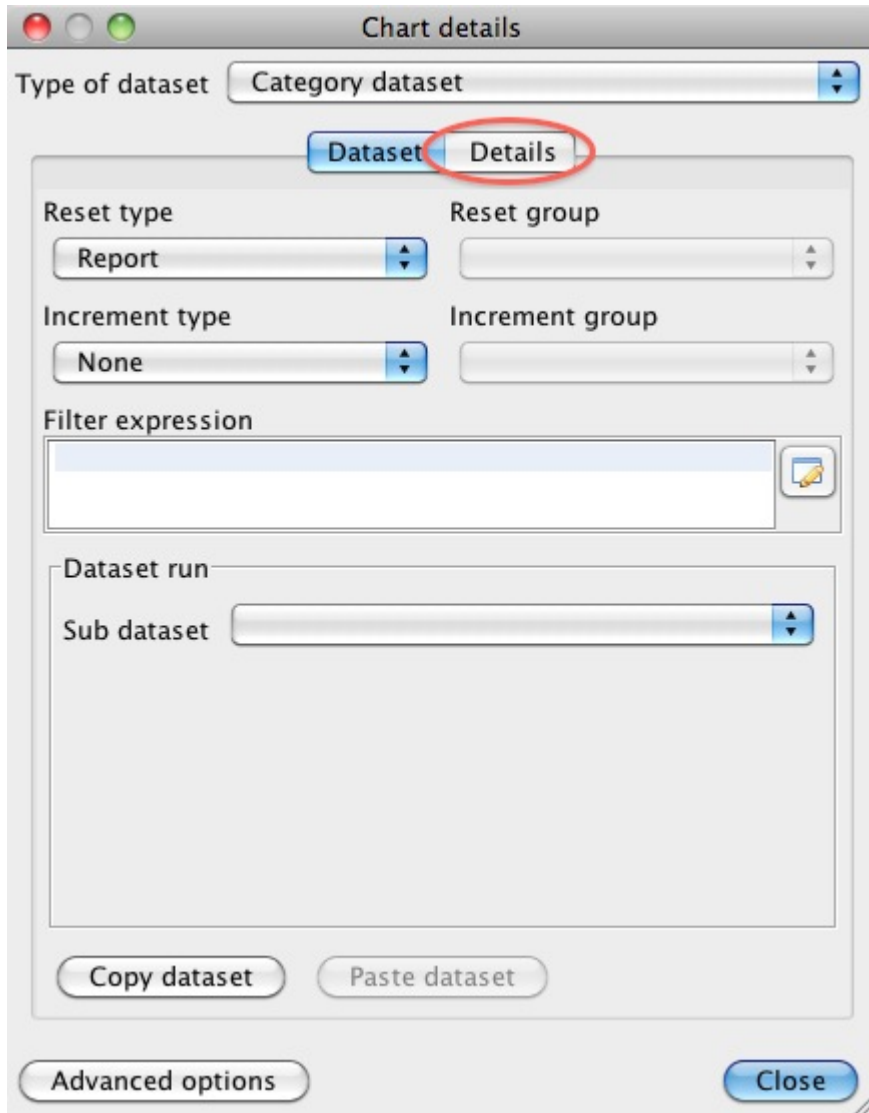 Chart details
Type of dataset Category dataset
Dataset Details
Reset type Reset group
Report
Increment type Increment group
None
Filter expression
Dataset run
Sub dataset
Copy dataset Paste dataset
Advanced options Close